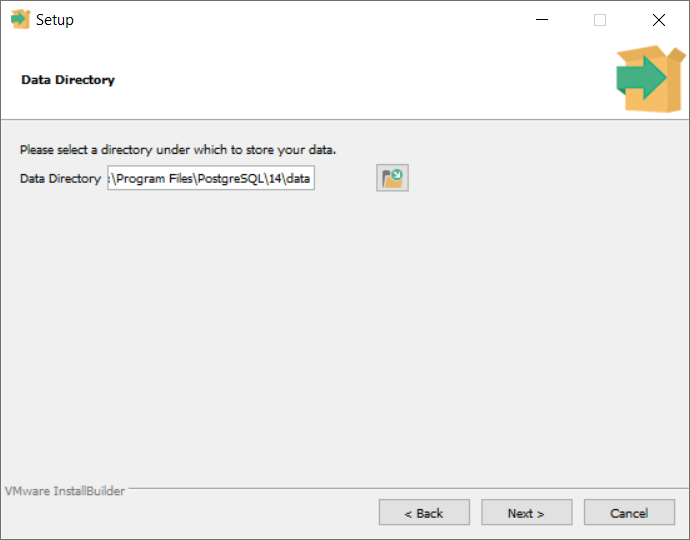 Setup
Data Directory
Please select a directory under which to store your data.
Data Directory :\Program Files\PostgreSQL\14\data
VMware InstallBuilder
< Back Next > Cancel